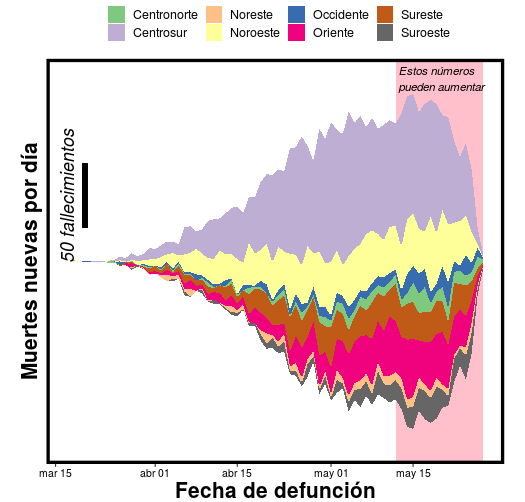 Centronorte Noreste Occidente Sureste
Centrosur Noroeste Oriente Suroeste
Estos números
pueden aumentar
50 fallecimientos
Muertes nuevas por día
mar 15 abr 01 abr 15 may 01 may 15
Fecha de defunción